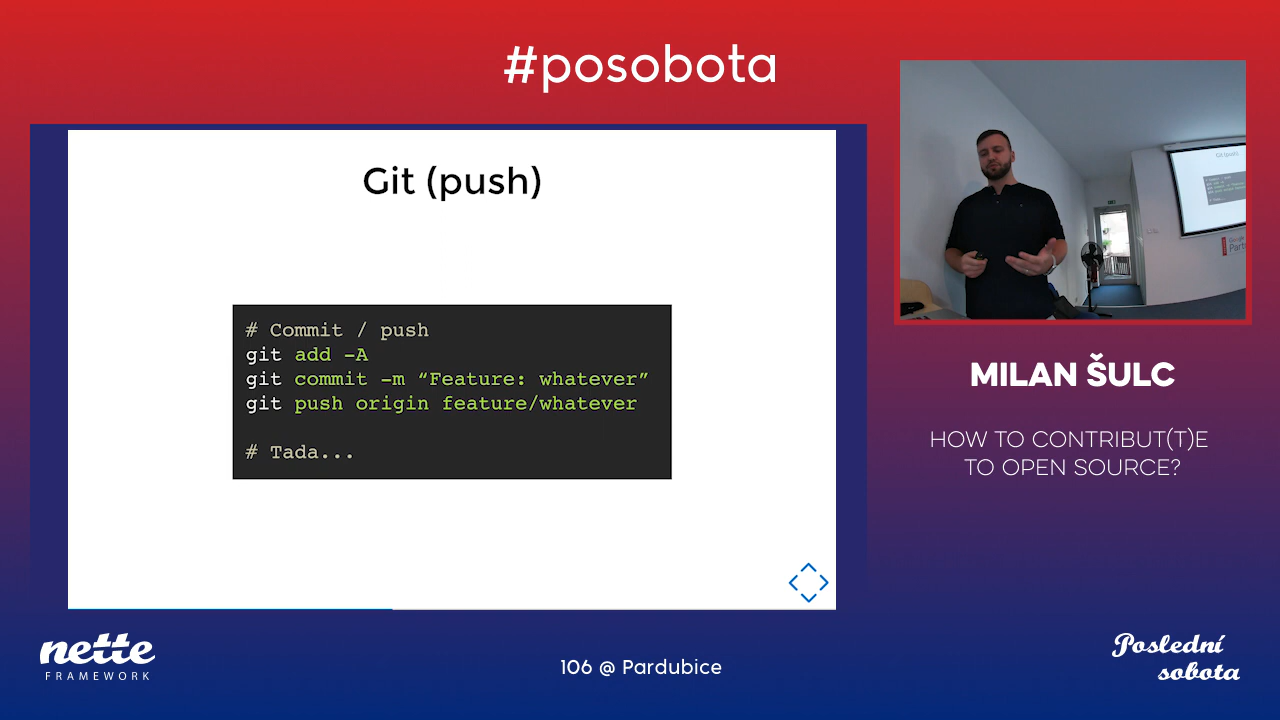 #posobota
Git (push)
# Commit / push
git add -A
git commit -m “Feature: whatever”
git push origin feature/whatever
# Tada...
MILAN ŠULC
HOW TO CONTRIBUT(T)E
TO OPEN SOURCE?
nette
FRAMEWORK
106 @ Pardubice
Poslední
sobota